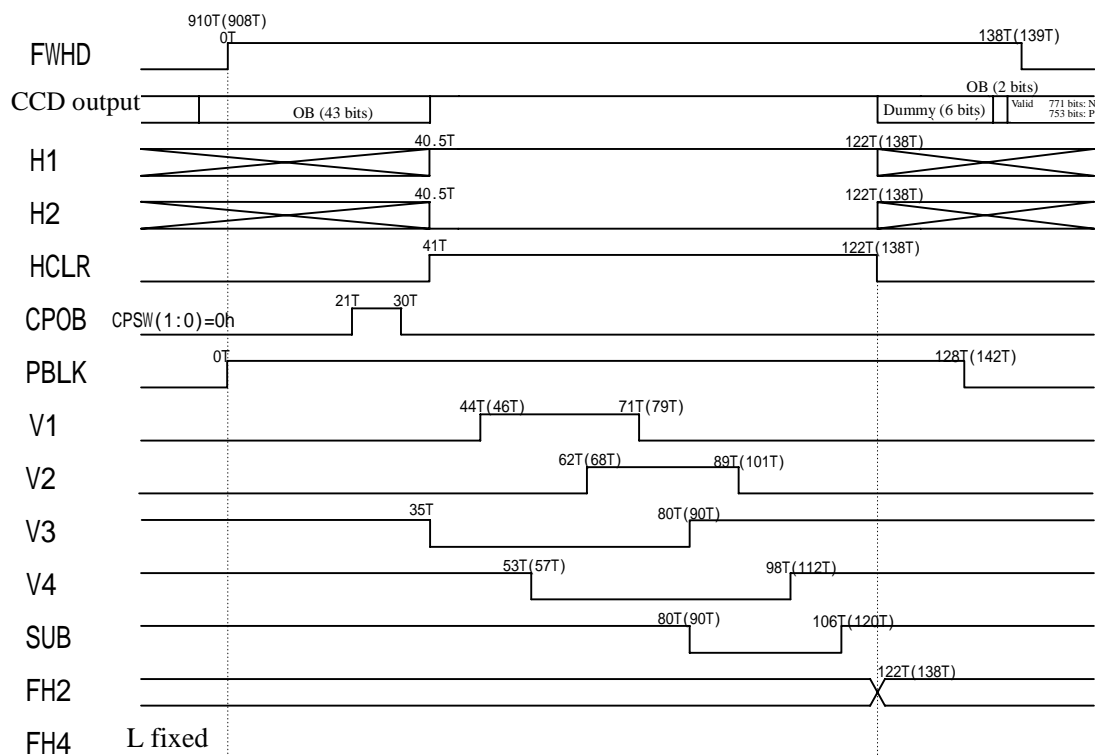 910T(908T)
0T
138T(139T)
FWHD
OB (2 bits)
CCD output
OB (43 bits)
Dummy (6 bits)
Valid 771 bits: N
753 bits: P
40.5T
122T(138T)
H1
40.5T
122T(138T)
H2
41T
122T(138T)
HCLR
21T 30T
CPOB CPSW(1:0)=0h
0T
128T(142T)
PBLK
44T(46T) 71T(79T)
V1
62T(68T) 89T(101T)
V2
35T 80T(90T)
V3
53T(57T) 98T(112T)
V4
80T(90T) 106T(120T)
SUB
122T(138T)
FH2
FH4 L fixed